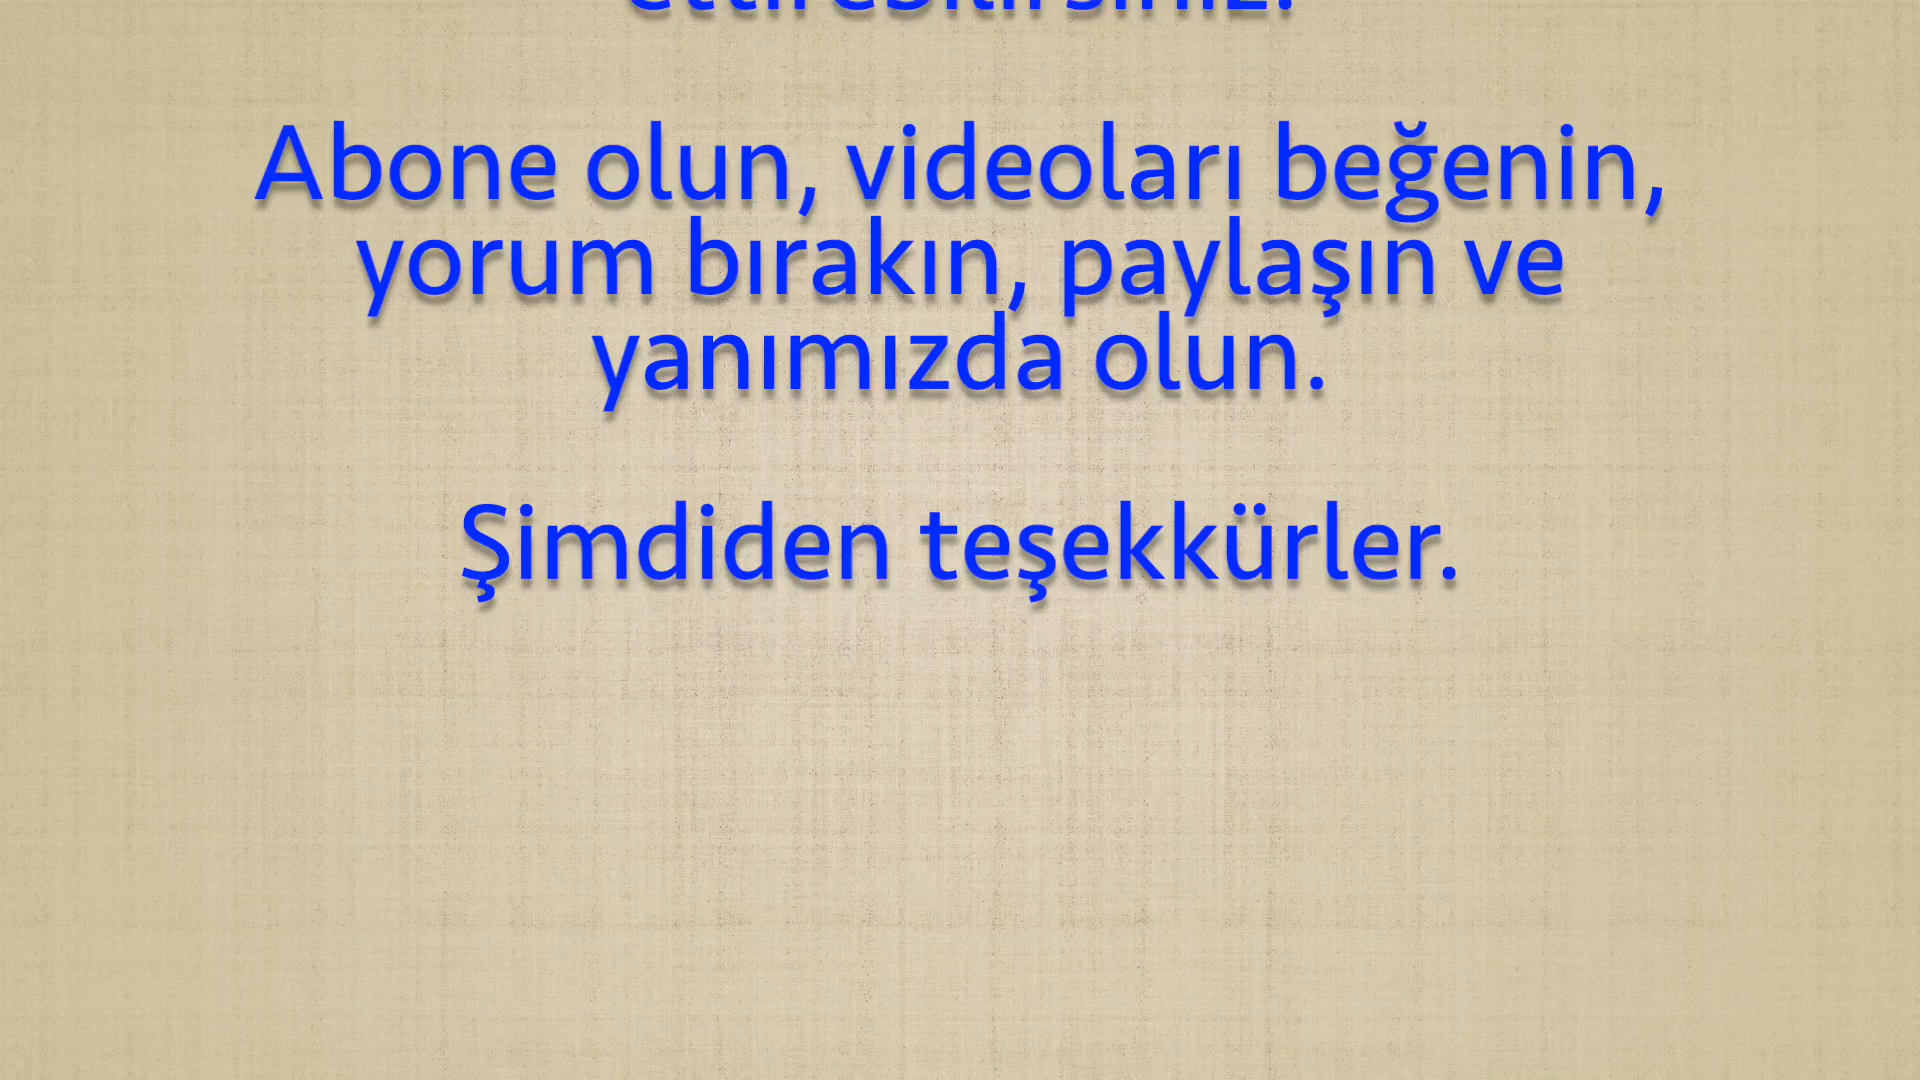 Abone olun, videoları beğenin,
yorum bırakın, paylaşın ve
yanımızda olun.
Şimdiden teşekkürler.